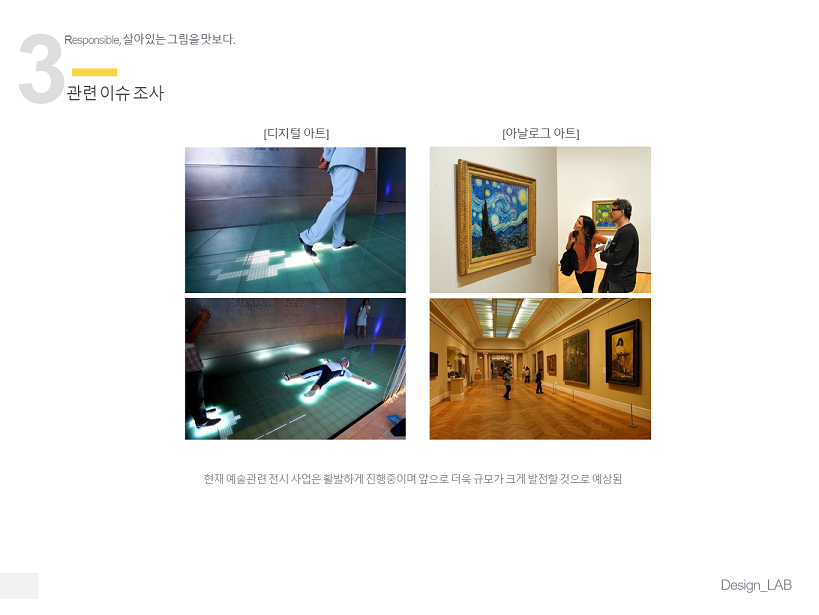 3
Responsible, 살아있는 그림을 맛보다.
관련 이슈 조사
[디지털 아트]
[아날로그 아트]
현재 예술관련 전시 사업은 활발하게 진행중이며 앞으로 더욱 규모가 크게 발전할 것으로 예상됨
Design_LAB